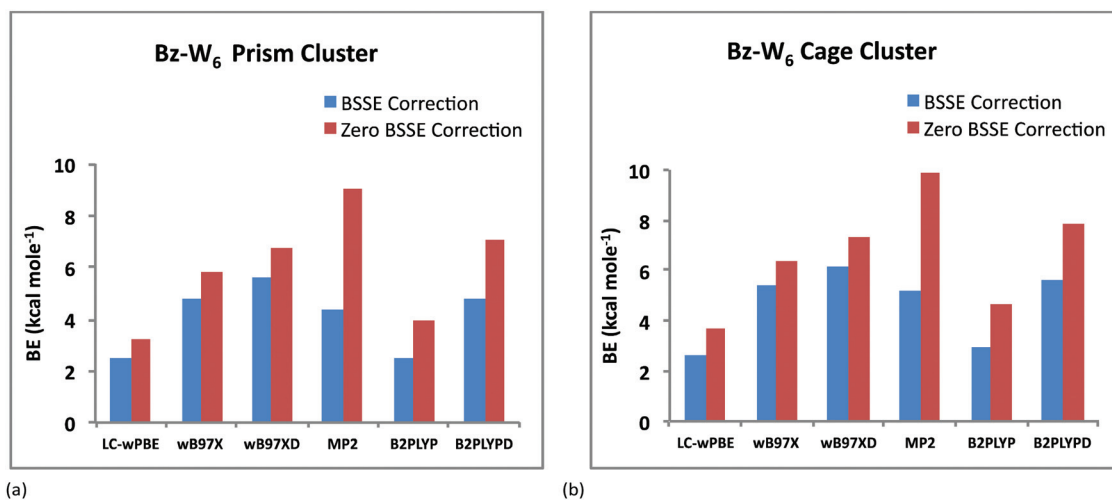 Bz-W6 Prism Cluster
BSSE Correction
Zero BSSE Correction
BE (kcal mole-1)
10
8
6
4
2
0
LC-wPBE wB97X wB97XD MP2 B2PLYP B2PLYPD
(a)
Bz-W6 Cage Cluster
BSSE Correction
Zero BSSE Correction
BE (kcal mole-1)
10
8
6
4
2
0
LC-wPBE wB97X wB97XD MP2 B2PLYP B2PLYPD
(b)